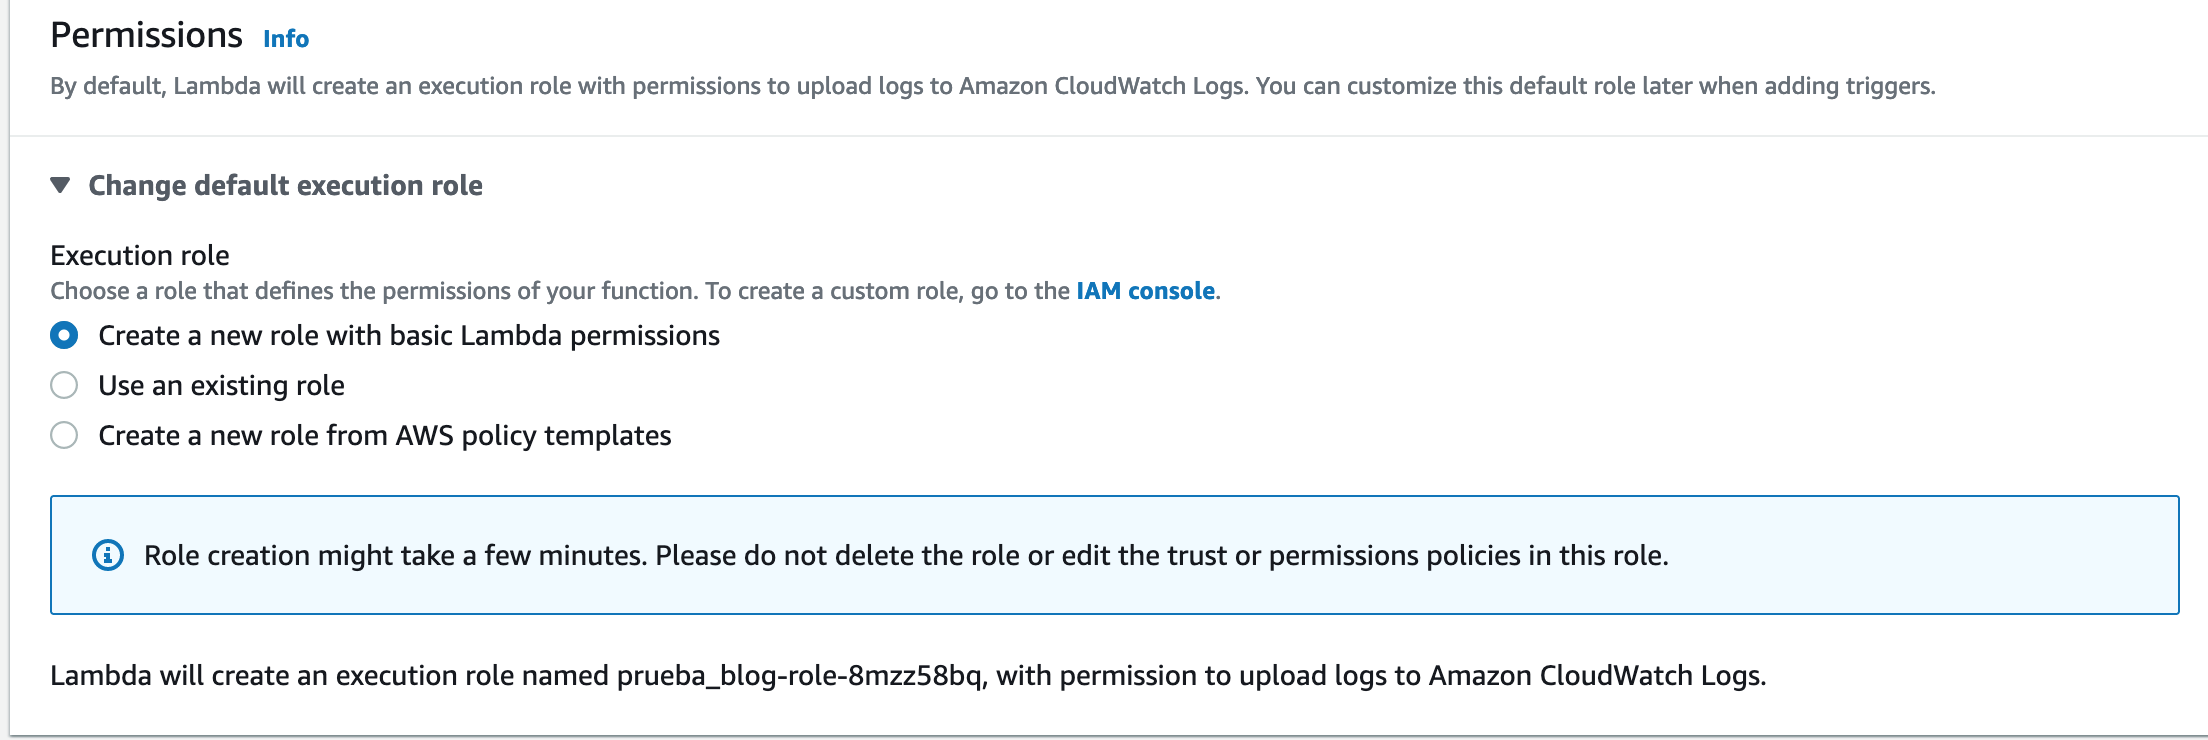 Permissions Info
By default, Lambda will create an execution role with permissions to upload logs to Amazon CloudWatch Logs. You can customize this default role later when adding triggers.
Change default execution role
Execution role
Choose a role that defines the permissions of your function. To create a custom role, go to the IAM console.
Create a new role with basic Lambda permissions
Use an existing role
Create a new role from AWS policy templates
Role creation might take a few minutes. Please do not delete the role or edit the trust or permissions policies in this role.
Lambda will create an execution role named prueba_blog-role-8mzz58bq, with permission to upload logs to Amazon CloudWatch Logs.